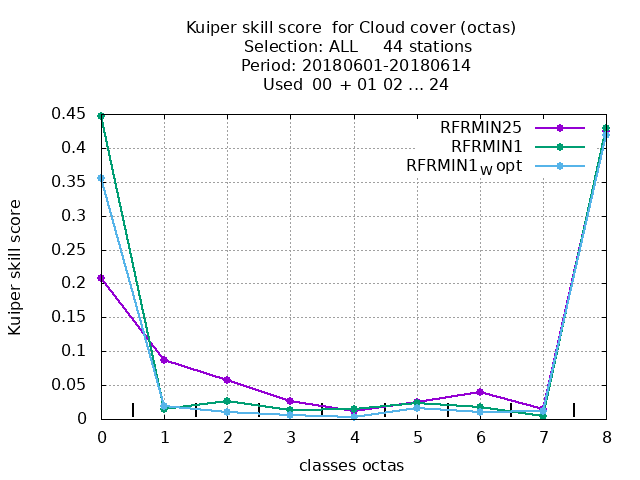 Kuiper skill score  for Cloud cover (octas)
Selection: ALL     44 stations
Period: 20180601-20180614
Used  00 + 01 02 ... 24
RFRMIN25
RFRMIN1
RFRMIN1W opt
Kuiper skill score
0.45
0.4
0.35
0.3
0.25
0.2
0.15
0.1
0.05
0
0 1 2 3 4 5 6 7 8
classes octas